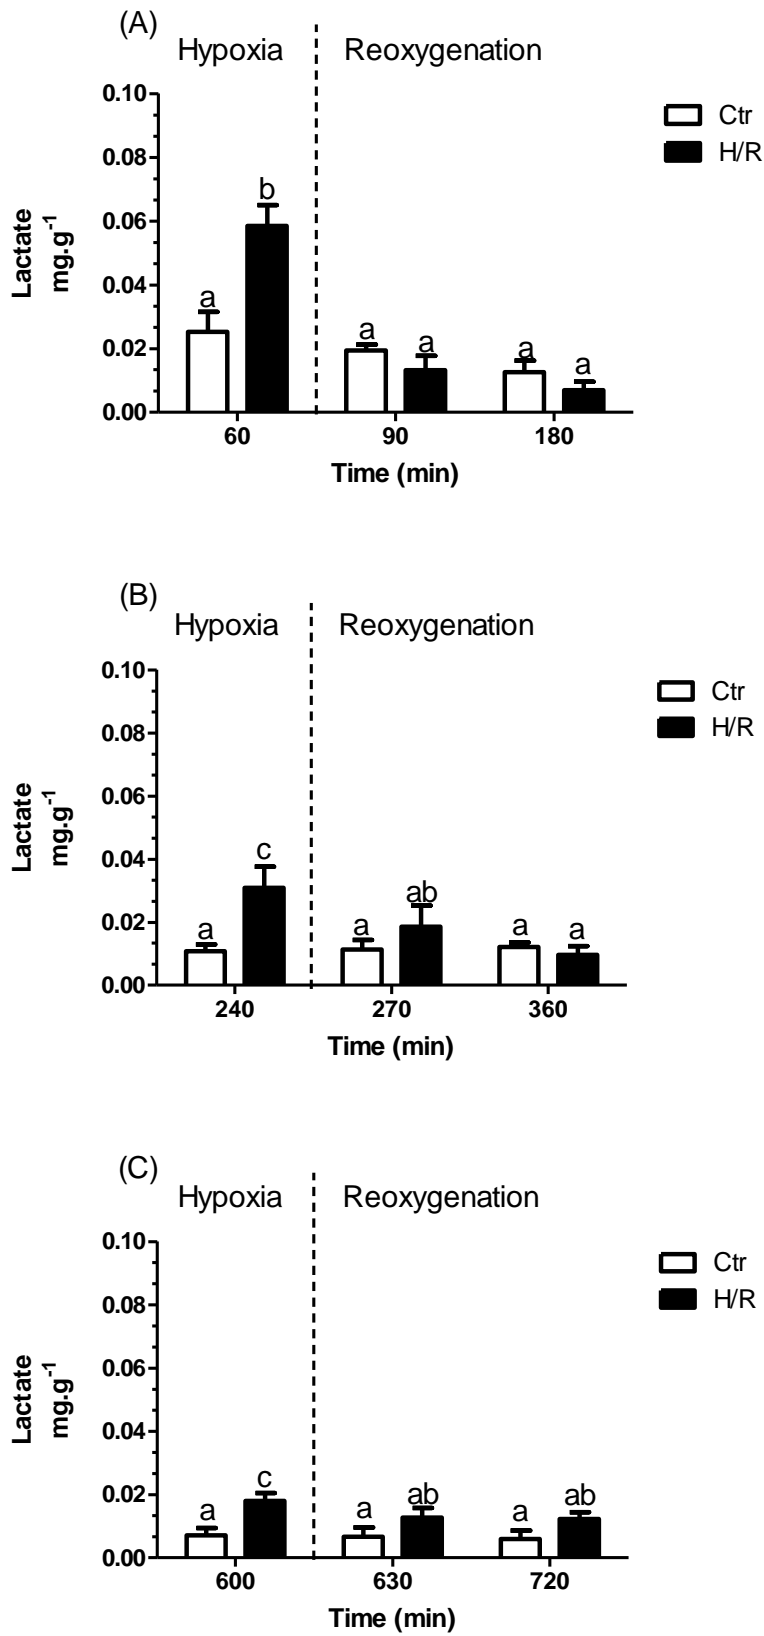 (A)
Hypoxia Reoxygenation
Lactate
mg.g-1
0.10
0.08
0.06
0.04
0.02
0.00
Ctr
H/R
a b a a a a
60 90 180
Time (min)
(B)
Hypoxia Reoxygenation
Lactate
mg.g-1
0.10
0.08
0.06
0.04
0.02
0.00
Ctr
H/R
a c a ab a a
240 270 360
Time (min)
(C)
Hypoxia Reoxygenation
Lactate
mg.g-1
0.10
0.08
0.06
0.04
0.02
0.00
Ctr
H/R
a c a ab a ab
600 630 720
Time (min)